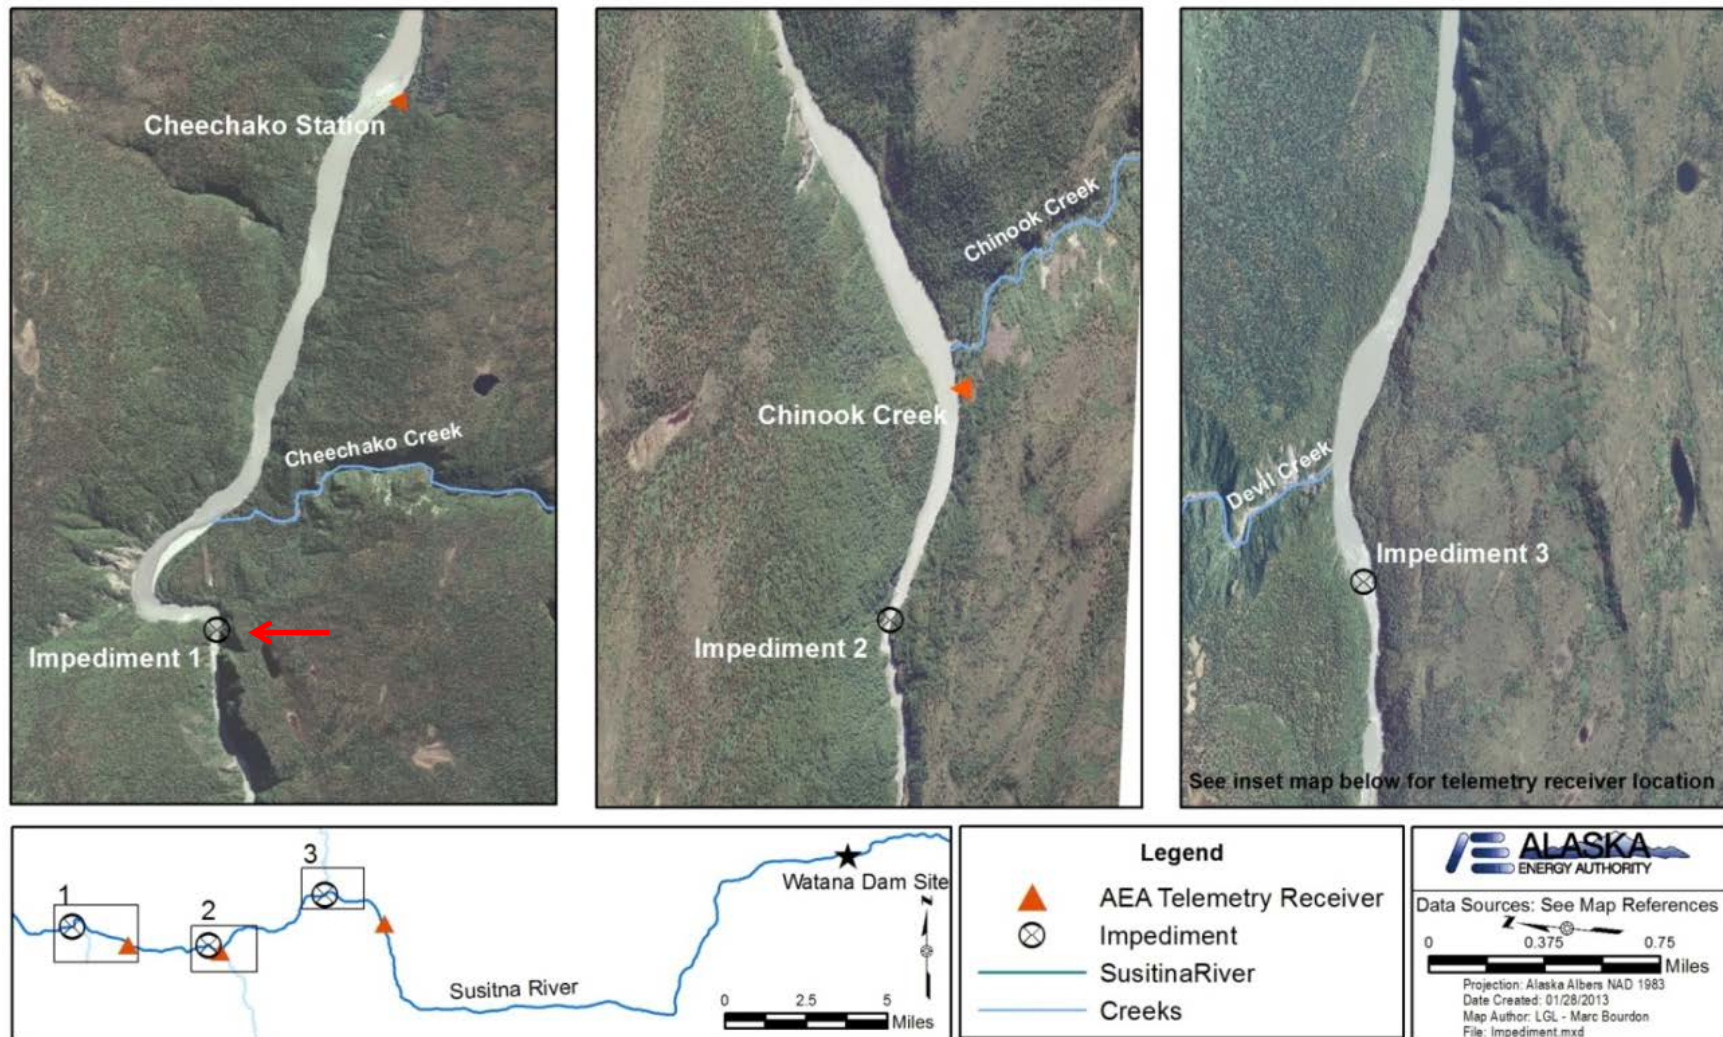 Cheechako Station
Cheechako Creek
Impediment 1
Chinook Creek
Chinook Creek
Impediment 2
Devil Creek
Impediment 3
See inset map below for telemetry receiver location
1
2
3
Watana Dam Site
N
Susitna River
0 2.5 5
Miles
Legend
AEA Telemetry Receiver
Impediment
SusitinaRiver
Creeks
ALASKA
ENERGY AUTHORITY
Data Sources: See Map References
N
0 0.375 0.75
Miles
Projection: Alaska Albers NAD 1983
Date Created: 01/28/2013
Map Author: LGL - Marc Bourdon
File: Impediment.mxd